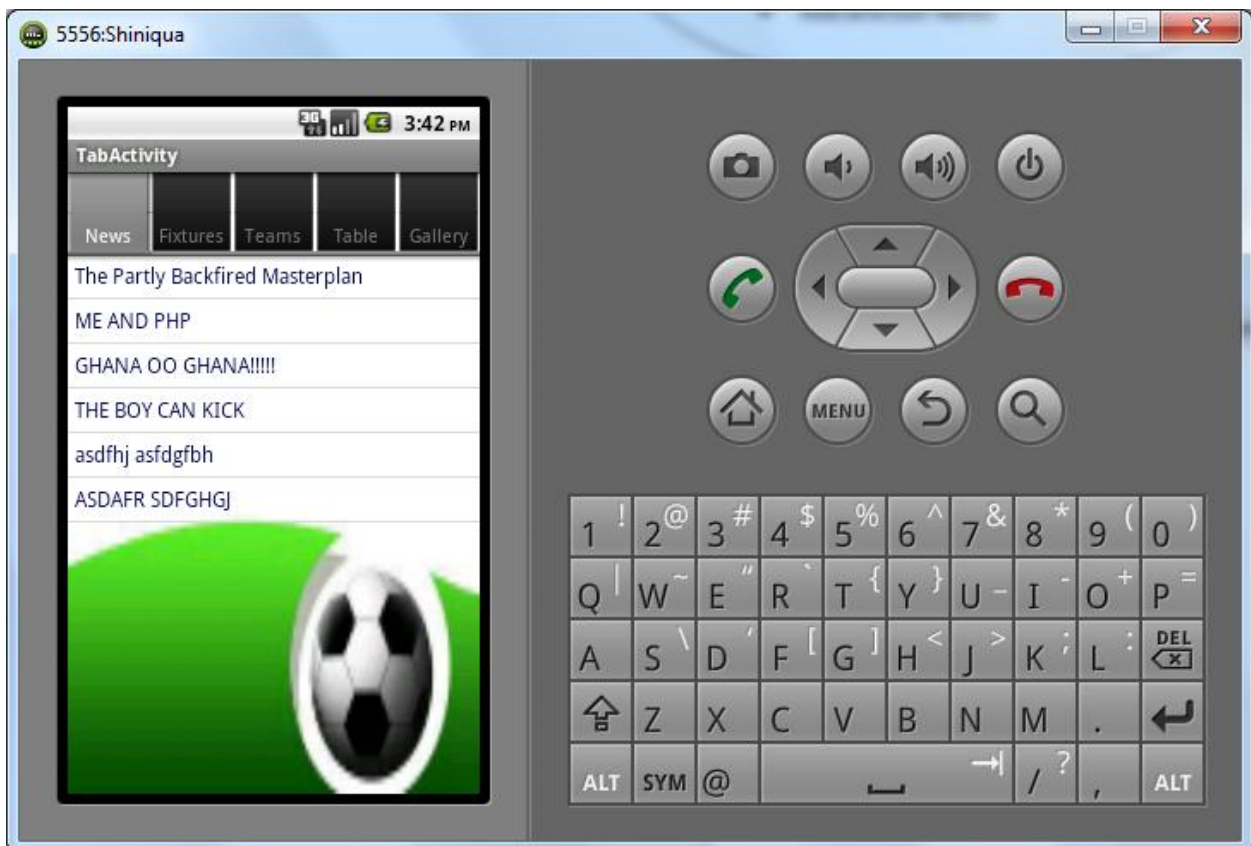 5556:Shiniqua
3G 3:42 PM
TabActivity
News Fixtures Teams Table Gallery
The Partly Backfired Masterplan
ME AND PHP
GHANA OO GHANA!!!!!
THE BOY CAN KICK
asdfhj asfdgfbh
ASDAFR SDFGHGJ
MENU
1 ! 2 @ 3 # 4 $ 5 % 6 ^ 7 & 8 * 9 ( 0 )
Q | W ~ E " R ` T { Y } U _ I - O + P =
A S \ D ' F [ G ] H < J > K ; L : DEL
Z X C V B N M .
ALT SYM @ / ? , ALT